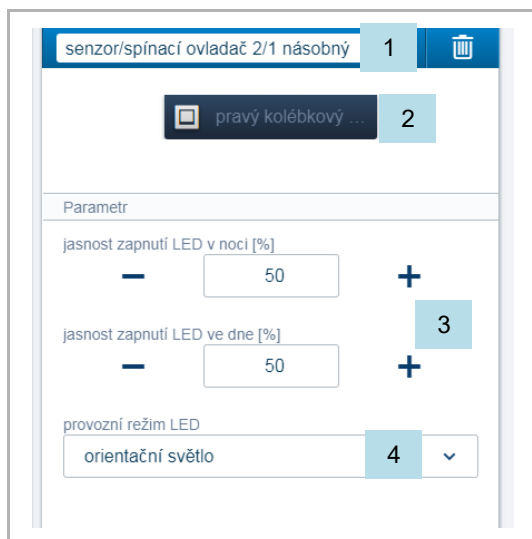 senzor/spínací ovladač 2/1 násobný 1
pravý kolébkový ... 2
Parametr
jasnost zapnutí LED v noci [%]
− 50 +
3
jasnost zapnutí LED ve dne [%]
− 50 +
provozní režim LED
orientační světlo 4